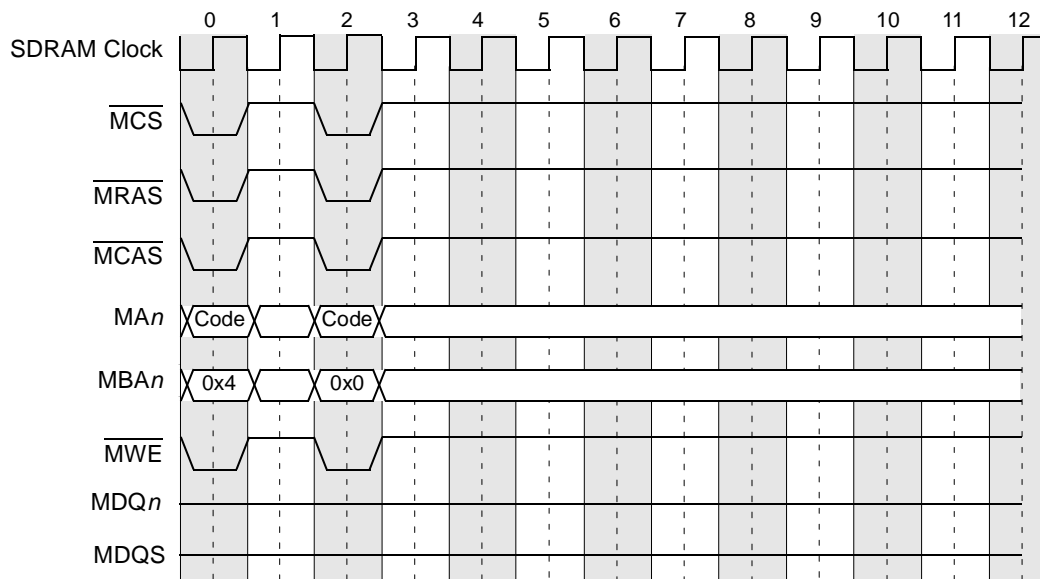 0 1 2 3 4 5 6 7 8 9 10 11 12
SDRAM Clock
MCS
MRAS
MCAS
MAn Code Code
MBAn 0x4 0x0
MWE
MDQn
MDQS